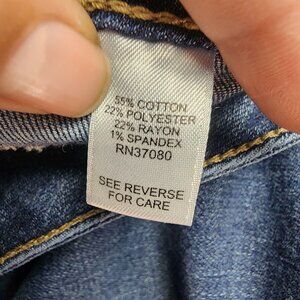 55% COTTON
22% POLYESTER
22% RAYON
1% SPANDEX
RN37080
SEE REVERSE
FOR CARE